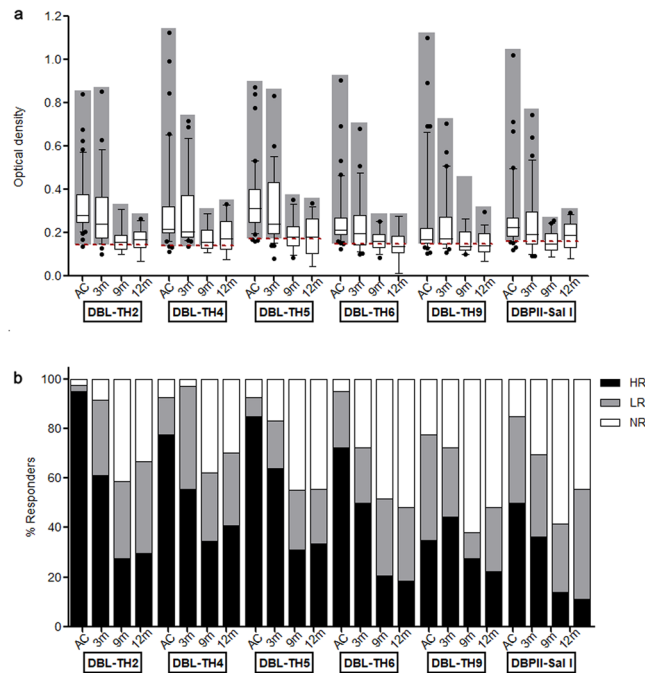 a
Optical density
1.2
1.0
0.8
0.6
0.4
0.2
0.0
AC 3m 9m 12m AC 3m 9m 12m AC 3m 9m 12m AC 3m 9m 12m AC 3m 9m 12m AC 3m 9m 12m
DBL-TH2 DBL-TH4 DBL-TH5 DBL-TH6 DBL-TH9 DBPII-Sal I
b
% Responders
100
80
60
40
20
0
HR
LR
NR
AC 3m 9m 12m AC 3m 9m 12m AC 3m 9m 12m AC 3m 9m 12m AC 3m 9m 12m AC 3m 9m 12m
DBL-TH2 DBL-TH4 DBL-TH5 DBL-TH6 DBL-TH9 DBPII-Sal I